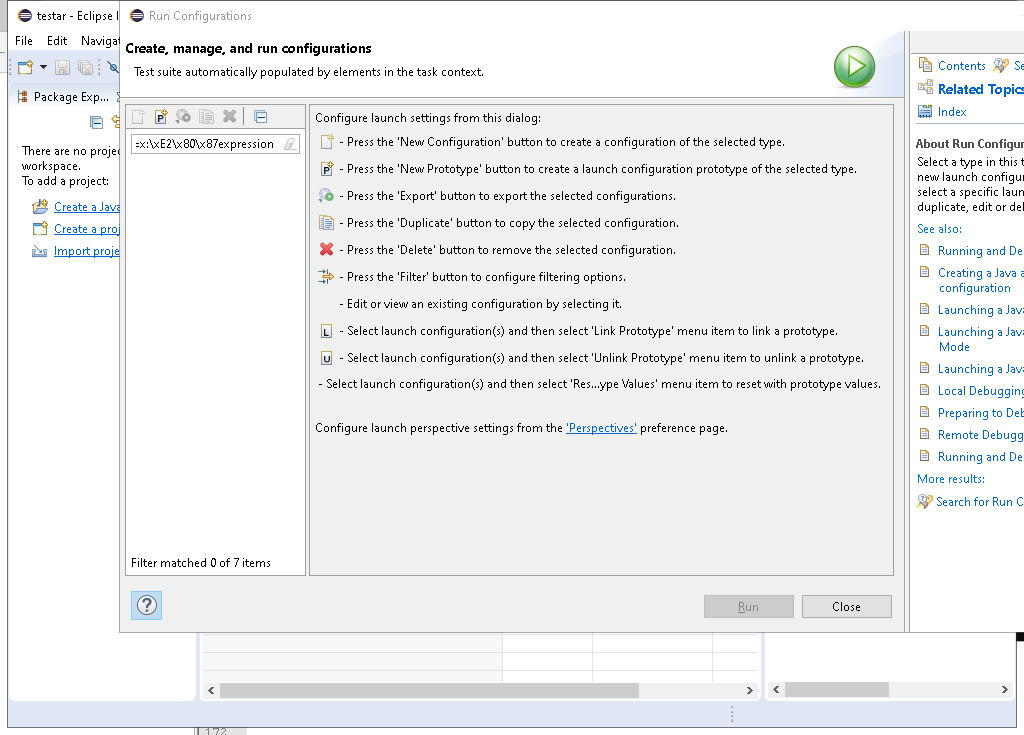 testar - Eclipse I
Run Configurations
File Edit Navigat
Create, manage, and run configurations
Test suite automatically populated by elements in the task context.
Package Exp...
There are no projec
workspace.
To add a project:
Create a Java
Create a proj
Import proje
=x:\xE2\x80\x87expression
Filter matched 0 of 7 items
Configure launch settings from this dialog:
- Press the 'New Configuration' button to create a configuration of the selected type.
P - Press the 'New Prototype' button to create a launch configuration prototype of the selected type.
- Press the 'Export' button to export the selected configurations.
- Press the 'Duplicate' button to copy the selected configuration.
- Press the 'Delete' button to remove the selected configuration.
- Press the 'Filter' button to configure filtering options.
- Edit or view an existing configuration by selecting it.
L - Select launch configuration(s) and then select 'Link Prototype' menu item to link a prototype.
U - Select launch configuration(s) and then select 'Unlink Prototype' menu item to unlink a prototype.
- Select launch configuration(s) and then select 'Res...ype Values' menu item to reset with prototype values.
Configure launch perspective settings from the 'Perspectives' preference page.
?
Run Close
Contents Se
Related Topics
Index
About Run Configur
Select a type in this t
new launch configur
select a specific laun
duplicate, edit or del
See also:
Running and De
Creating a Java a
configuration
Launching a Java
Launching a Java
Mode
Launching a Java
Local Debugging
Preparing to Deb
Remote Debugg
Running and De
More results:
Search for Run C
172